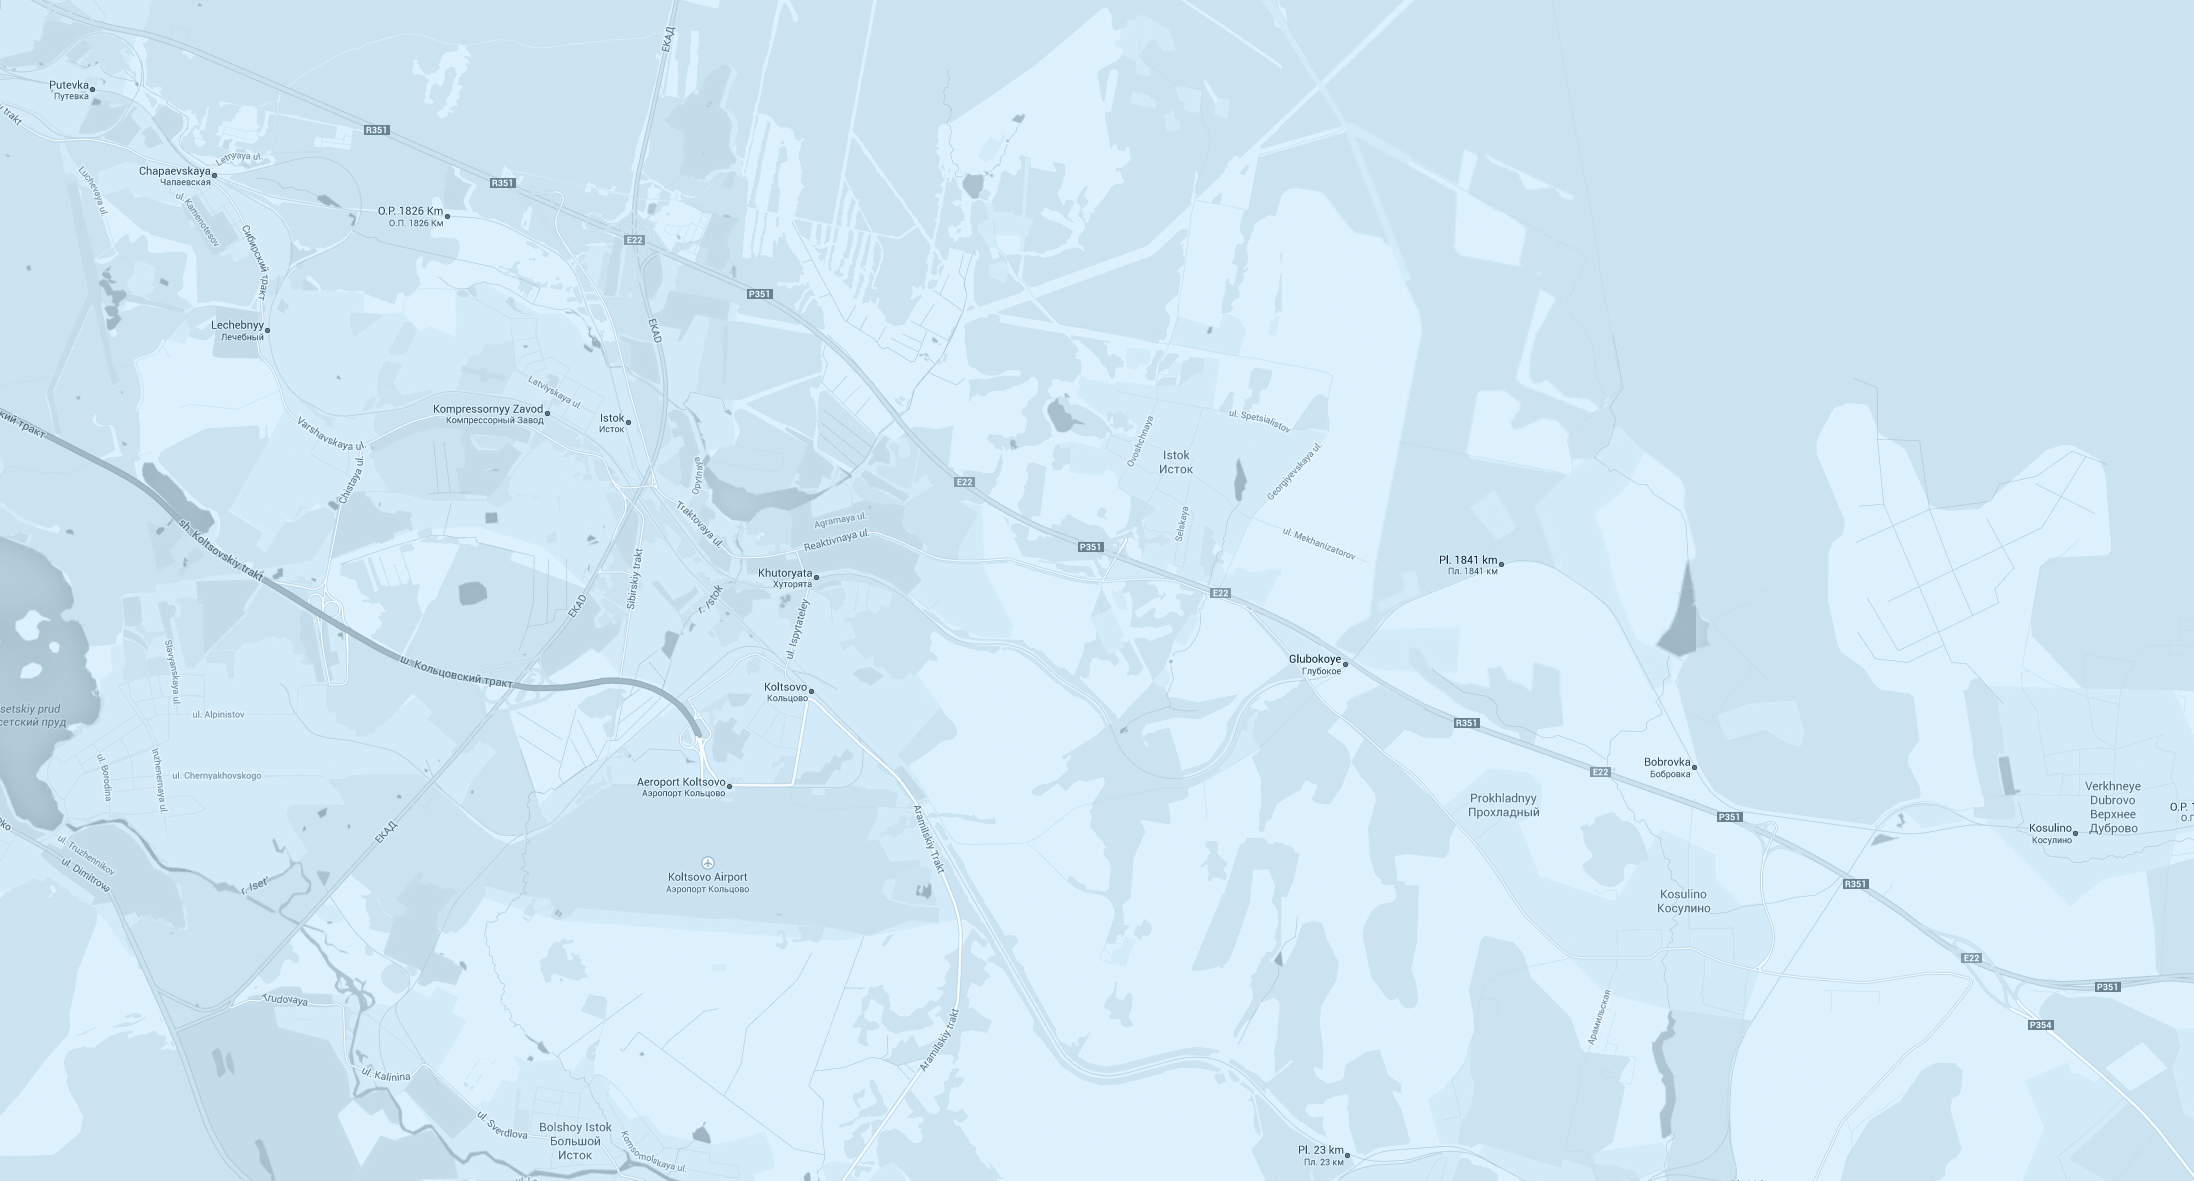 ЕКАД
Putevka
Путевка
trakt
R351
Letnyaya ul.
Chapaevskaya
Чапаевская
Luchevaya ul.
ul. Kamenotesov
R351
O.P. 1826 Km
О.П. 1826 Км
E22
Сибирский тракт
P351
Lechebnyy
Лечебный
EKAD
Latviyskaya ul.
Kompressornyy Zavod
Компрессорный Завод
Istok
Исток
ский тракт
Varshavskaya ul.
Chistaya ul.
Opytnaya
ul. Spetsialistov
Ovoshchnaya
Istok
Исток
Georgiyevskaya ul.
E22
sh. Koltsovskiy trakt
Traktovaya ul.
Agrarnaya ul.
Reaktivnaya ul.
Selskaya
ul. Mekhanizatorov
P351
Pl. 1841 km
Пл. 1841 км
Khutoryata
Хуторята
E22
EKAD
Sibirskiy trakt
r. Istok
ul. Ispytateley
Slavyanskaya ul.
ш. Кольцовский тракт
Glubokoye
Глубокое
Koltsovo
Кольцово
setskiy prud
сетский пруд
ul. Alpinistov
R351
Inzhenernaya ul.
ul. Borodina
ul. Chernyakhovskogo
Aeroport Koltsovo
Аэропорт Кольцово
Bobrovka
Бобровка
E22
Prokhladnyy
Прохладный
P351
Verkhneye
Dubrovo
Верхнее
Дуброво
Kosulino
Косулино
O.P. 1
О.П
ЕКАД
Aramilskiy Trakt
ul. Truzhennikov
ul. Dimitrova
r. Iset'
Koltsovo Airport
Аэропорт Кольцово
R351
Kosulino
Косулино
E22
P351
Trudovaya
Арамильская
P354
Aramilskiy trakt
ul. Kalinina
ul. Sverdlova
Bolshoy Istok
Большой
Исток
Komsomolskaya ul.
Pl. 23 km
Пл. 23 км